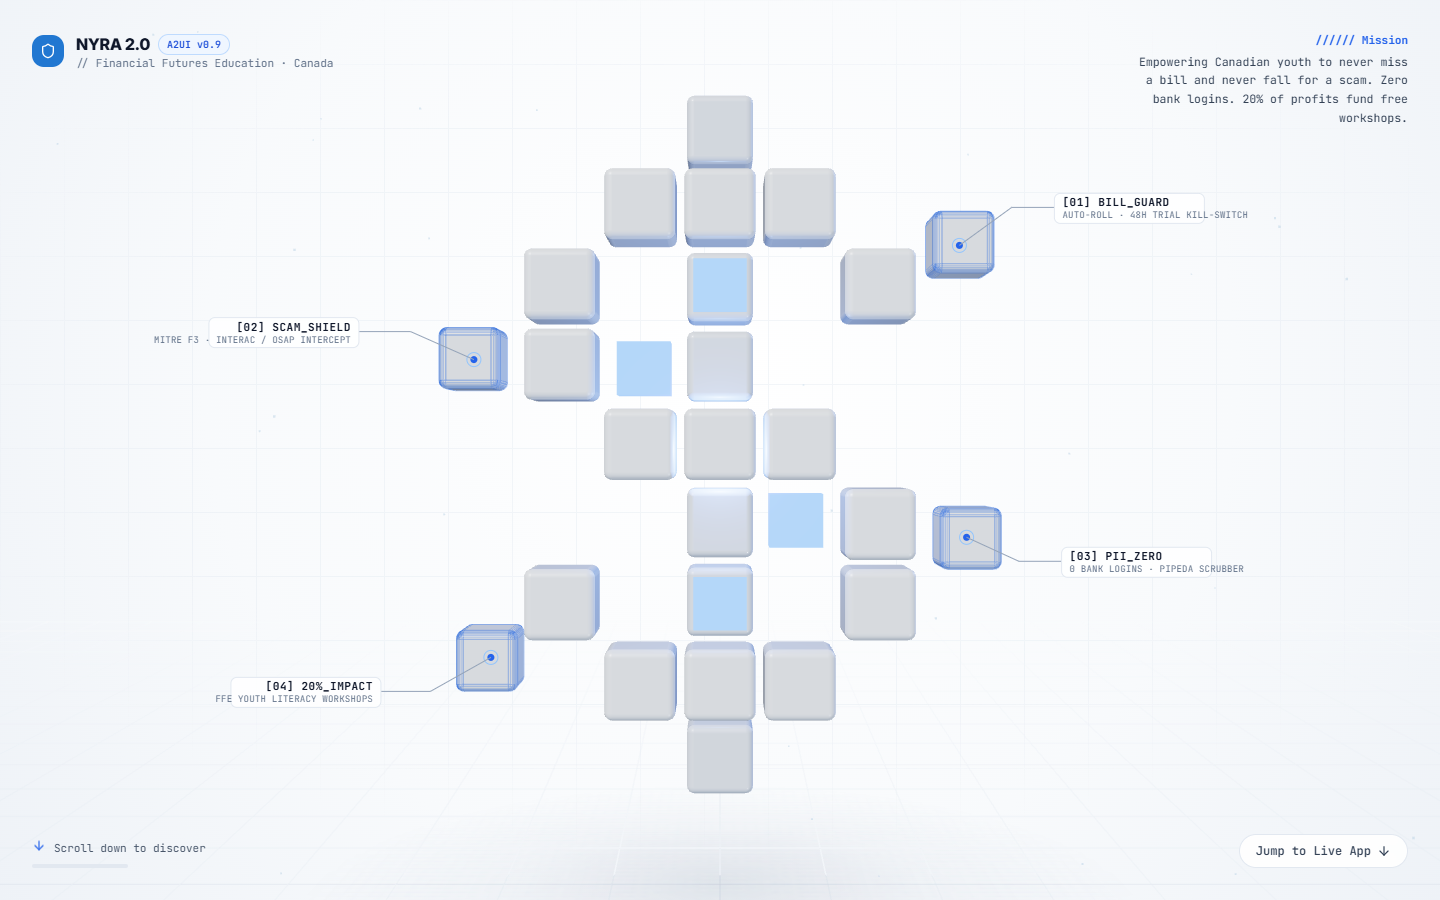 NYRA 2.0 A2UI v0.9
// Financial Futures Education · Canada
////// Mission
Empowering Canadian youth to never miss
a bill and never fall for a scam. Zero
bank logins. 20% of profits fund free
workshops.
[01] BILL_GUARD
AUTO-ROLL · 48H TRIAL KILL-SWITCH
[02] SCAM_SHIELD
MITRE F3 · INTERAC / OSAP INTERCEPT
[03] PII_ZERO
0 BANK LOGINS · PIPEDA SCRUBBER
[04] 20%_IMPACT
FFE YOUTH LITERACY WORKSHOPS
Scroll down to discover
Jump to Live App